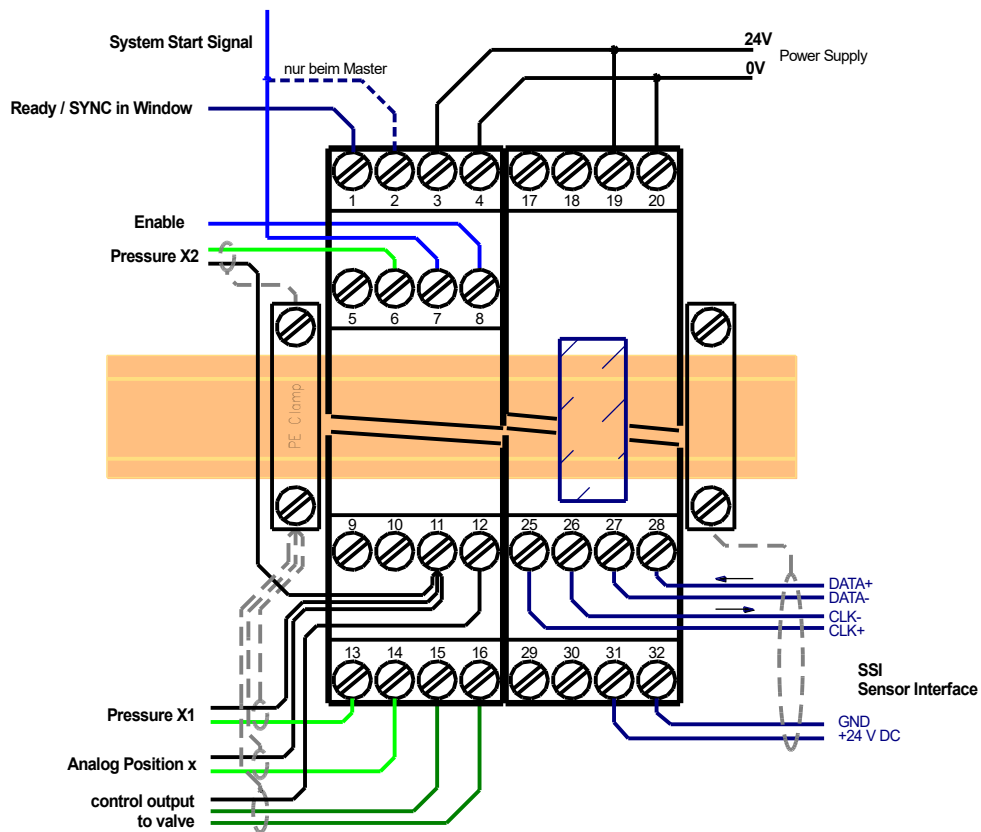 System Start Signal
24V
Power Supply
0V
nur beim Master
Ready / SYNC in Window
1 2 3 4 17 18 19 20
Enable
Pressure X2
5 6 7 8
PE Clamp
9 10 11 12 25 26 27 28
DATA+
DATA-
CLK-
CLK+
13 14 15 16 29 30 31 32
SSI
Sensor Interface
Pressure X1
GND
+24 V DC
Analog Position x
control output
to valve